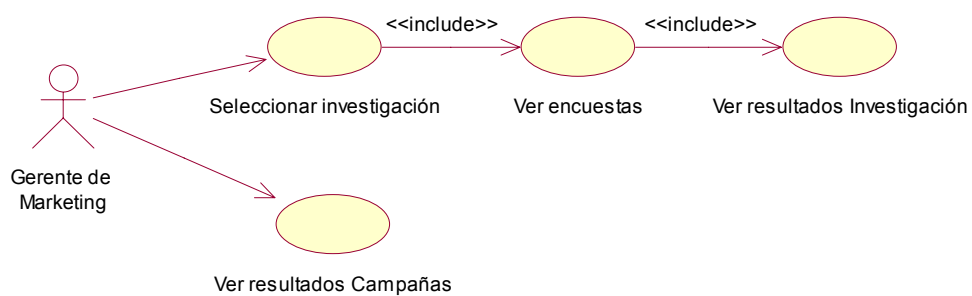 <<include>>
<<include>>
Seleccionar investigación
Ver encuestas
Ver resultados Investigación
Gerente de
Marketing
Ver resultados Campañas